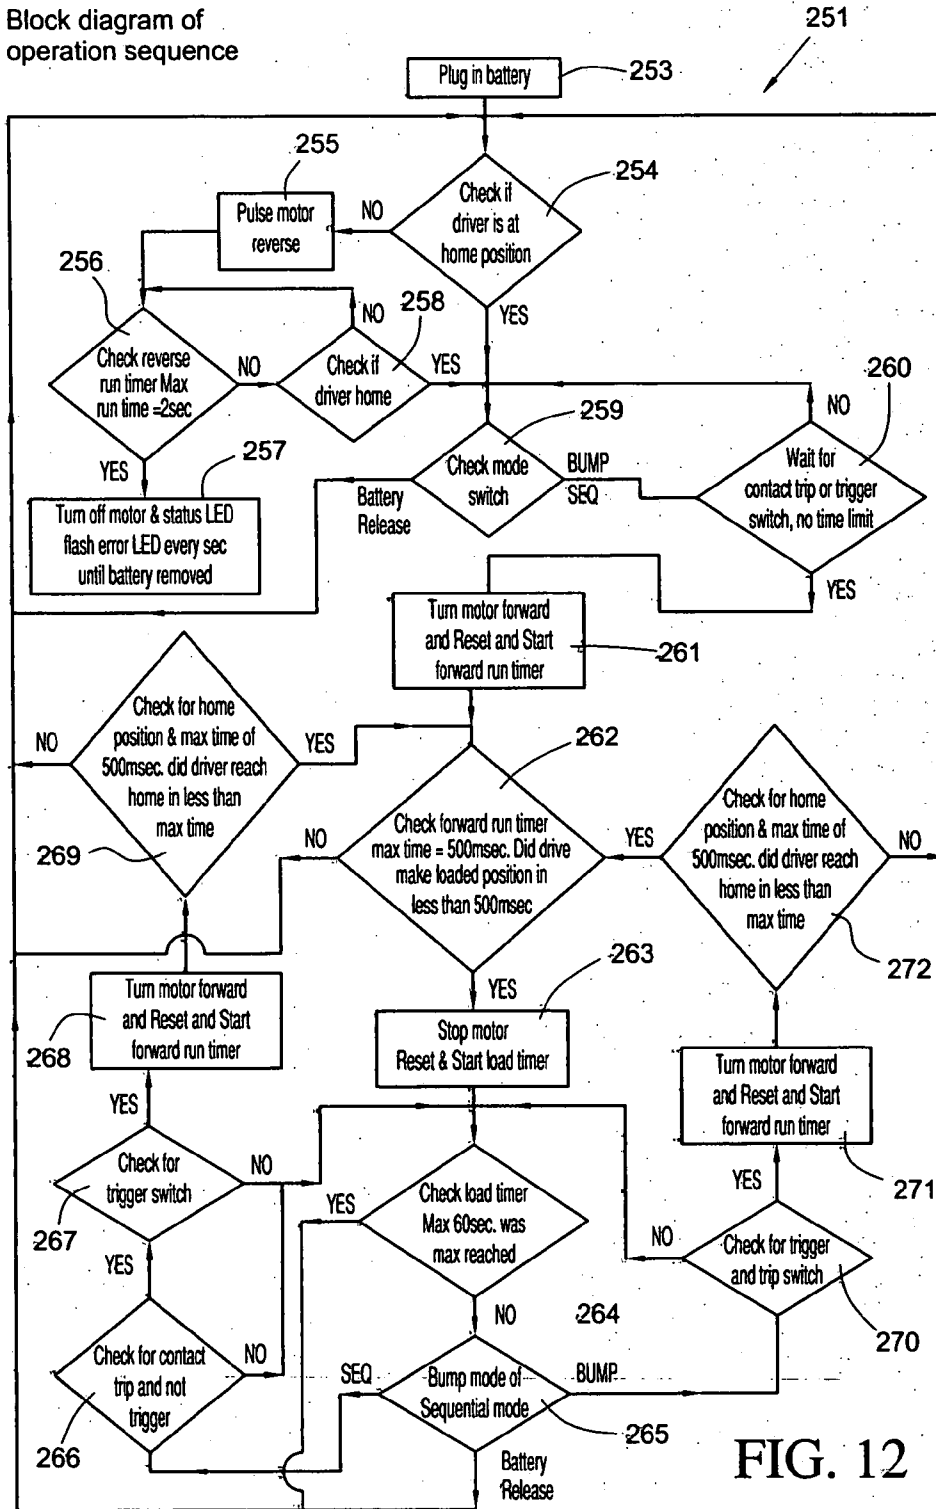 Block diagram of
operation sequence
251
Plug in battery
253
255
254
Check if
driver is at
home position
Pulse motor
reverse
NO
256
258
YES
NO
Check reverse
run timer Max
run time =2sec
NO
Check if
driver home
YES
260
NO
259
YES
257
Check mode
switch
BUMP
SEQ
Wait for
contact trip or trigger
switch, no time limit
Battery
Release
Turn off motor & status LED
flash error LED every sec
until battery removed
YES
Turn motor forward
and Reset and Start
forward run timer
261
262
NO
Check for home
position & max time of
500msec. did driver reach
home in less than
max time
YES
269
NO
Check forward run timer
max time = 500msec. Did drive
make loaded position in
less than 500msec
YES
Check for home
position & max time of
500msec. did driver reach
home in less than
max time
NO
272
263
YES
268
Turn motor forward
and Reset and Start
forward run timer
Stop motor
Reset & Start load timer
Turn motor forward
and Reset and Start
forward run timer
271
YES
Check for
trigger switch
NO
267
YES
Check load timer
Max 60sec. was
max reached
YES
NO
Check for trigger
and trip switch
270
YES
NO
264
Check for contact
trip and not
trigger
NO
266
SEQ
Bump mode of
Sequential mode
BUMP
265
Battery
Release
FIG. 12